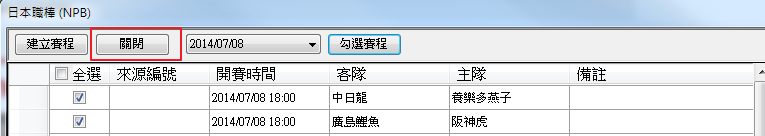 日本職棒 (NPB)
建立賽程 關閉 2014/07/08 勾選賽程
全選 來源編號 開賽時間 客隊 主隊 備註
2014/07/08 18:00 中日龍 養樂多燕子
2014/07/08 18:00 廣島鯉魚 阪神虎